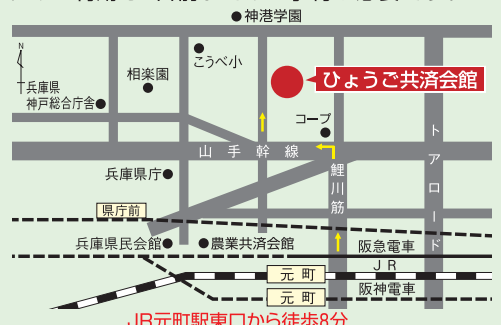 神港学園
N
こうべ小
相楽園
ひょうご共済会館
兵庫県
神戸総合庁舎
コープ
山手幹線
トアロード
兵庫県庁
鯉川筋
県庁前
兵庫県民会館
農業共済会館
阪急電車
JR
元町
阪神電車
元町
JR元町駅東口から徒歩8分